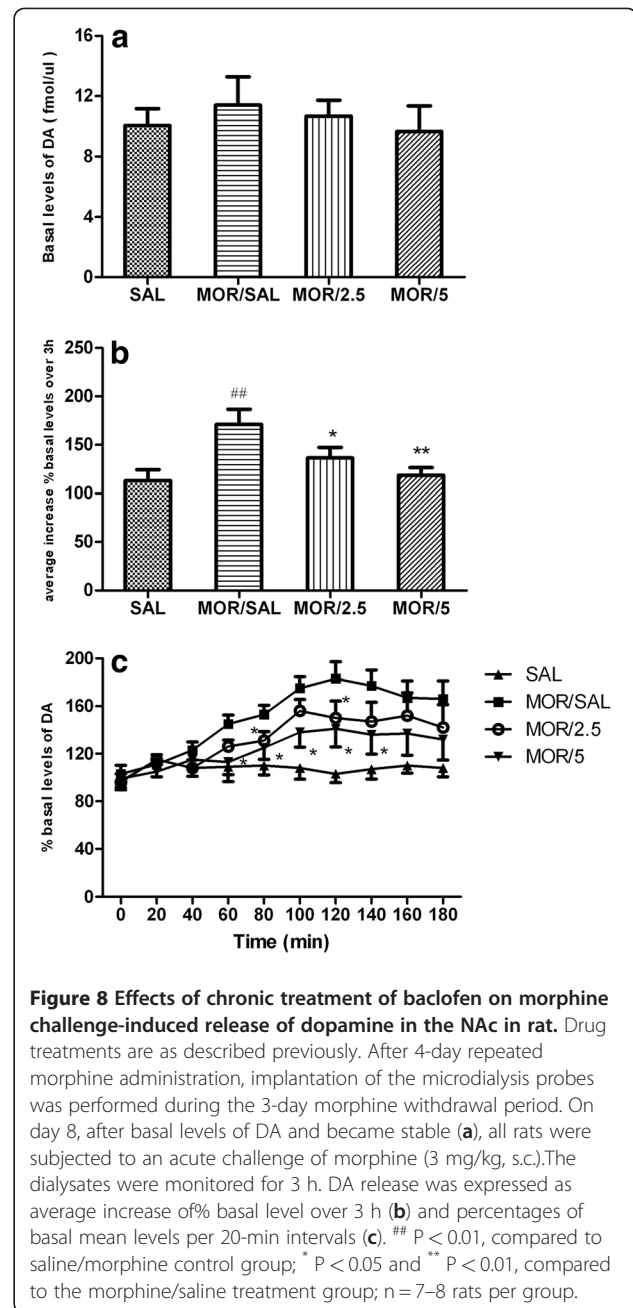 a
16
12
8
4
0
Basal levels of DA ( fmol/ul )
SAL MOR/SAL MOR/2.5 MOR/5
b
250
200
150
100
50
0
average increase % basal levels over 3h
##
*
**
SAL MOR/SAL MOR/2.5 MOR/5
c
200
160
120
80
40
0
% basal levels of DA
* * * * * * *
0 20 40 60 80 100 120 140 160 180
Time (min)
SAL
MOR/SAL
MOR/2.5
MOR/5
Figure 8 Effects of chronic treatment of baclofen on morphine
challenge-induced release of dopamine in the NAc in rat. Drug
treatments are as described previously. After 4-day repeated
morphine administration, implantation of the microdialysis probes
was performed during the 3-day morphine withdrawal period. On
day 8, after basal levels of DA and became stable (a), all rats were
subjected to an acute challenge of morphine (3 mg/kg, s.c.).The
dialysates were monitored for 3 h. DA release was expressed as
average increase of% basal level over 3 h (b) and percentages of
basal mean levels per 20-min intervals (c). ## P < 0.01, compared to
saline/morphine control group; * P < 0.05 and ** P < 0.01, compared
to the morphine/saline treatment group; n = 7–8 rats per group.